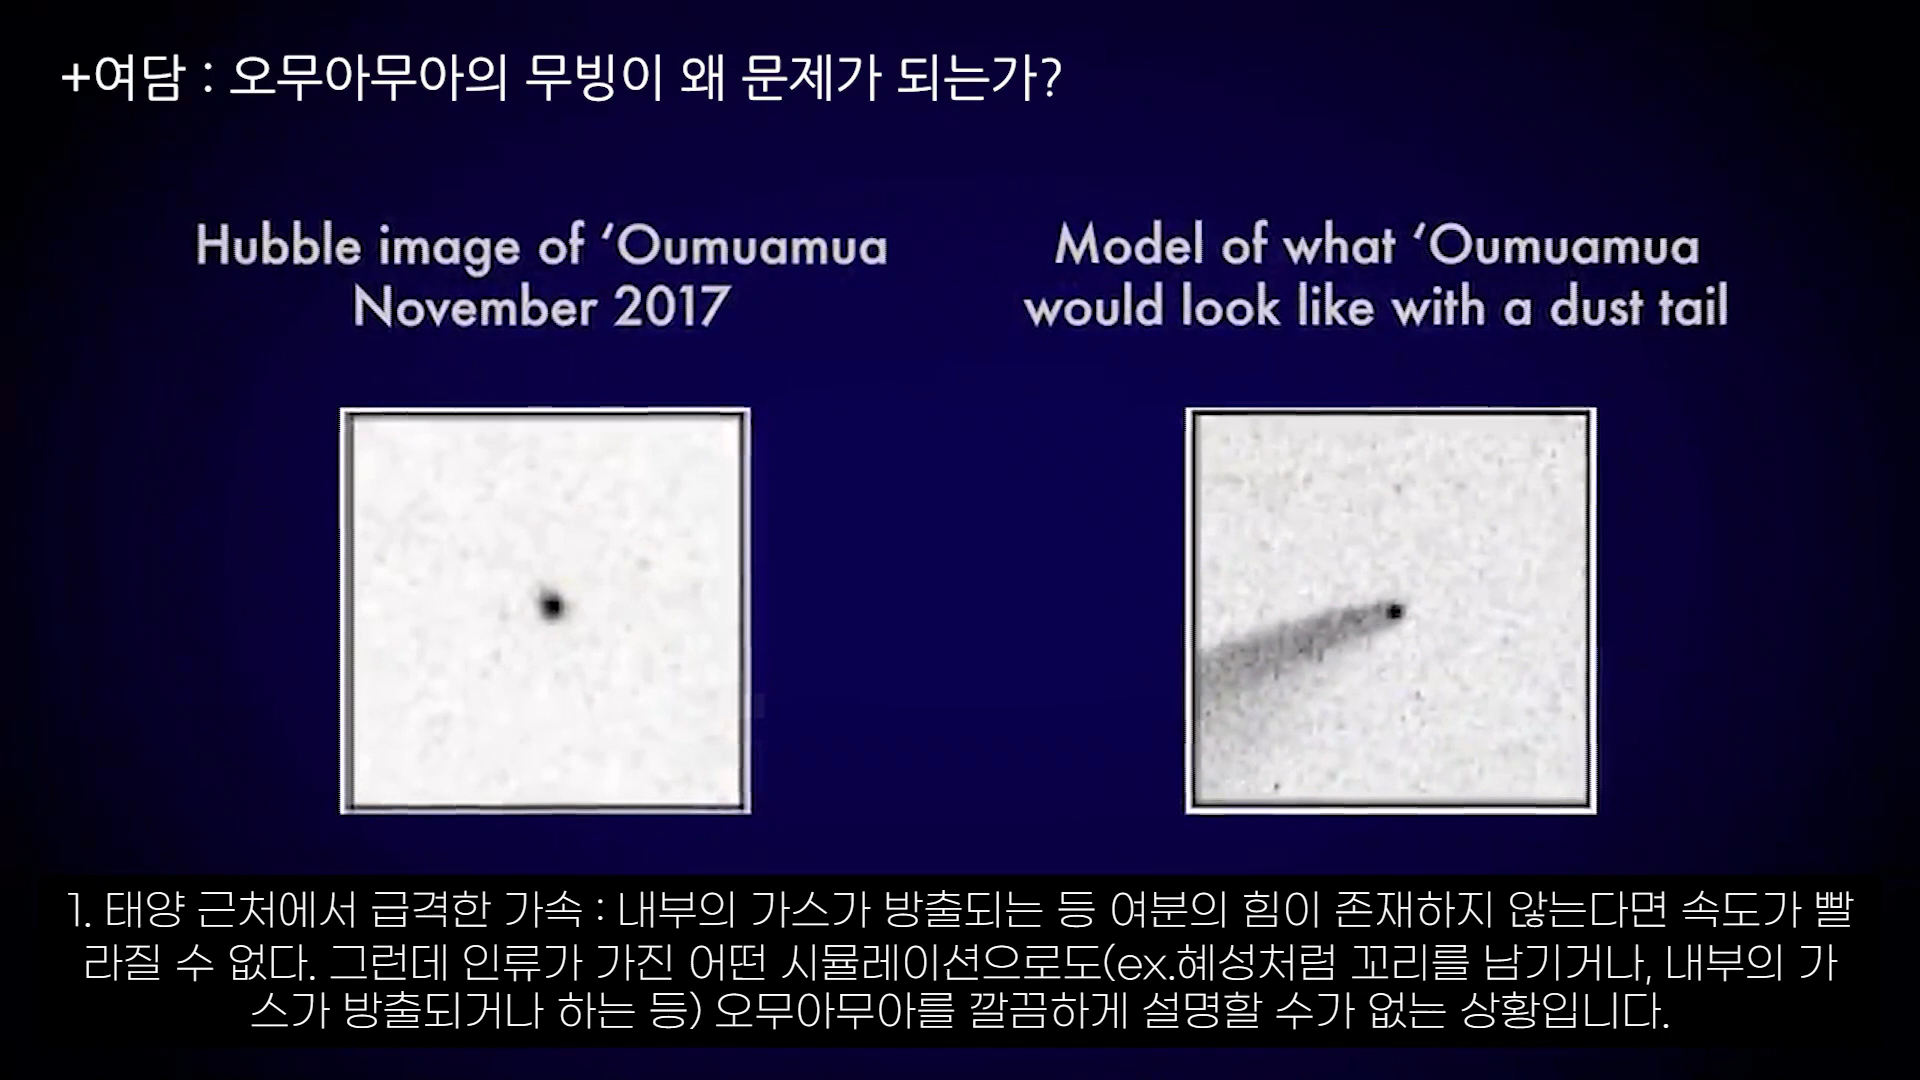 +여담 : 오무아무아의 무빙이 왜 문제가 되는가?
Hubble image of ‘Oumuamua
November 2017
Model of what ‘Oumuamua
would look like with a dust tail
1. 태양 근처에서 급격한 가속 : 내부의 가스가 방출되는 등 여분의 힘이 존재하지 않는다면 속도가 빨
라질 수 없다. 그런데 인류가 가진 어떤 시뮬레이션으로도(ex.혜성처럼 꼬리를 남기거나, 내부의 가
스가 방출되거나 하는 등) 오무아무아를 깔끔하게 설명할 수가 없는 상황입니다.